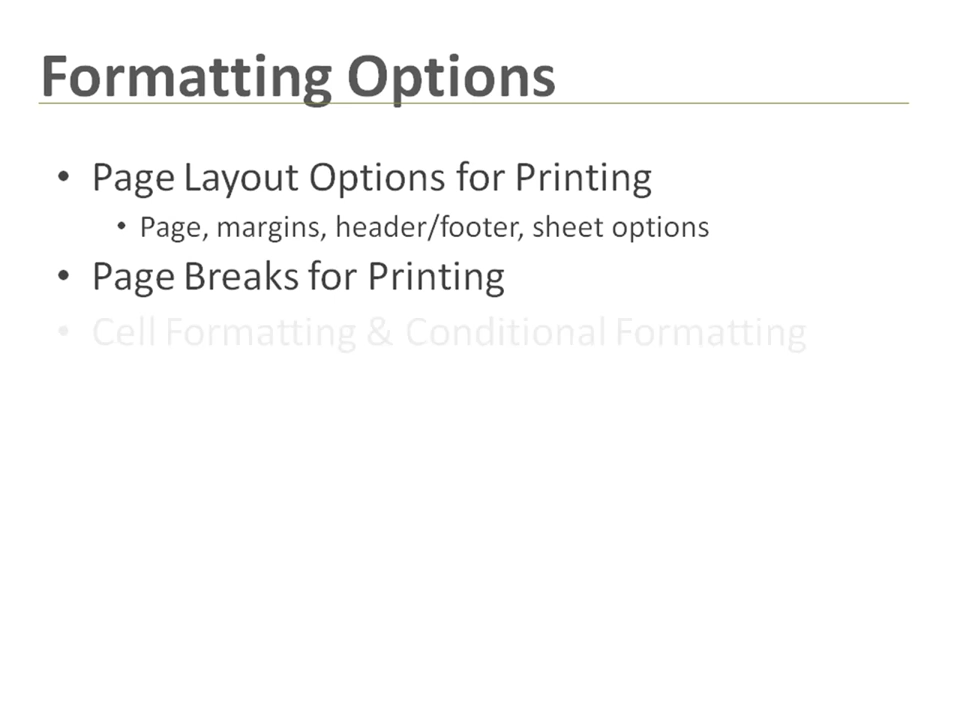 Formatting Options
• Page Layout Options for Printing
• Page, margins, header/footer, sheet options
• Page Breaks for Printing
• Cell Formatting & Conditional Formatting